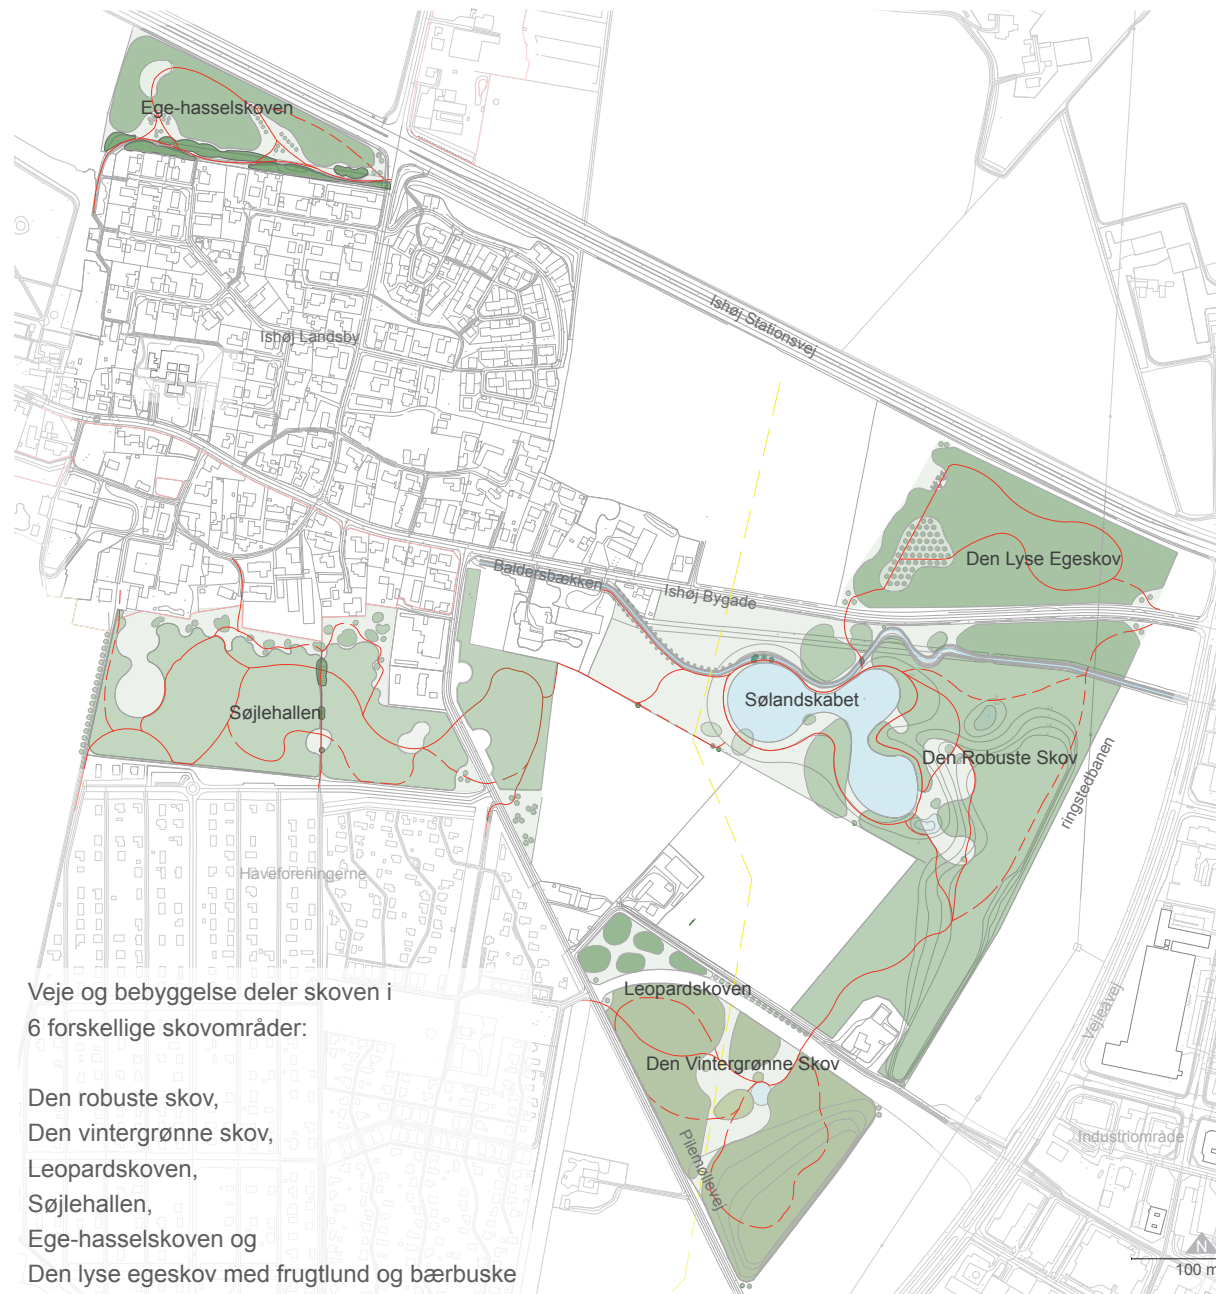 Ege-hasselskoven
Ishøj Stationsvej
Ishøj Landsby
Den Lyse Egeskov
Baldersbækken
Ishøj Bygade
Sølandskabet
Søjlehallen
Den Robuste Skov
ringstedbanen
Haveforeningerne
Leopardskoven
Vejleåvej
Den Vintergrønne Skov
Pilemøllevej
Industriområde
N
100 m
Veje og bebyggelse deler skoven i
6 forskellige skovområder:
Den robuste skov,
Den vintergrønne skov,
Leopardskoven,
Søjlehallen,
Ege-hasselskoven og
Den lyse egeskov med frugtlund og bærbuske